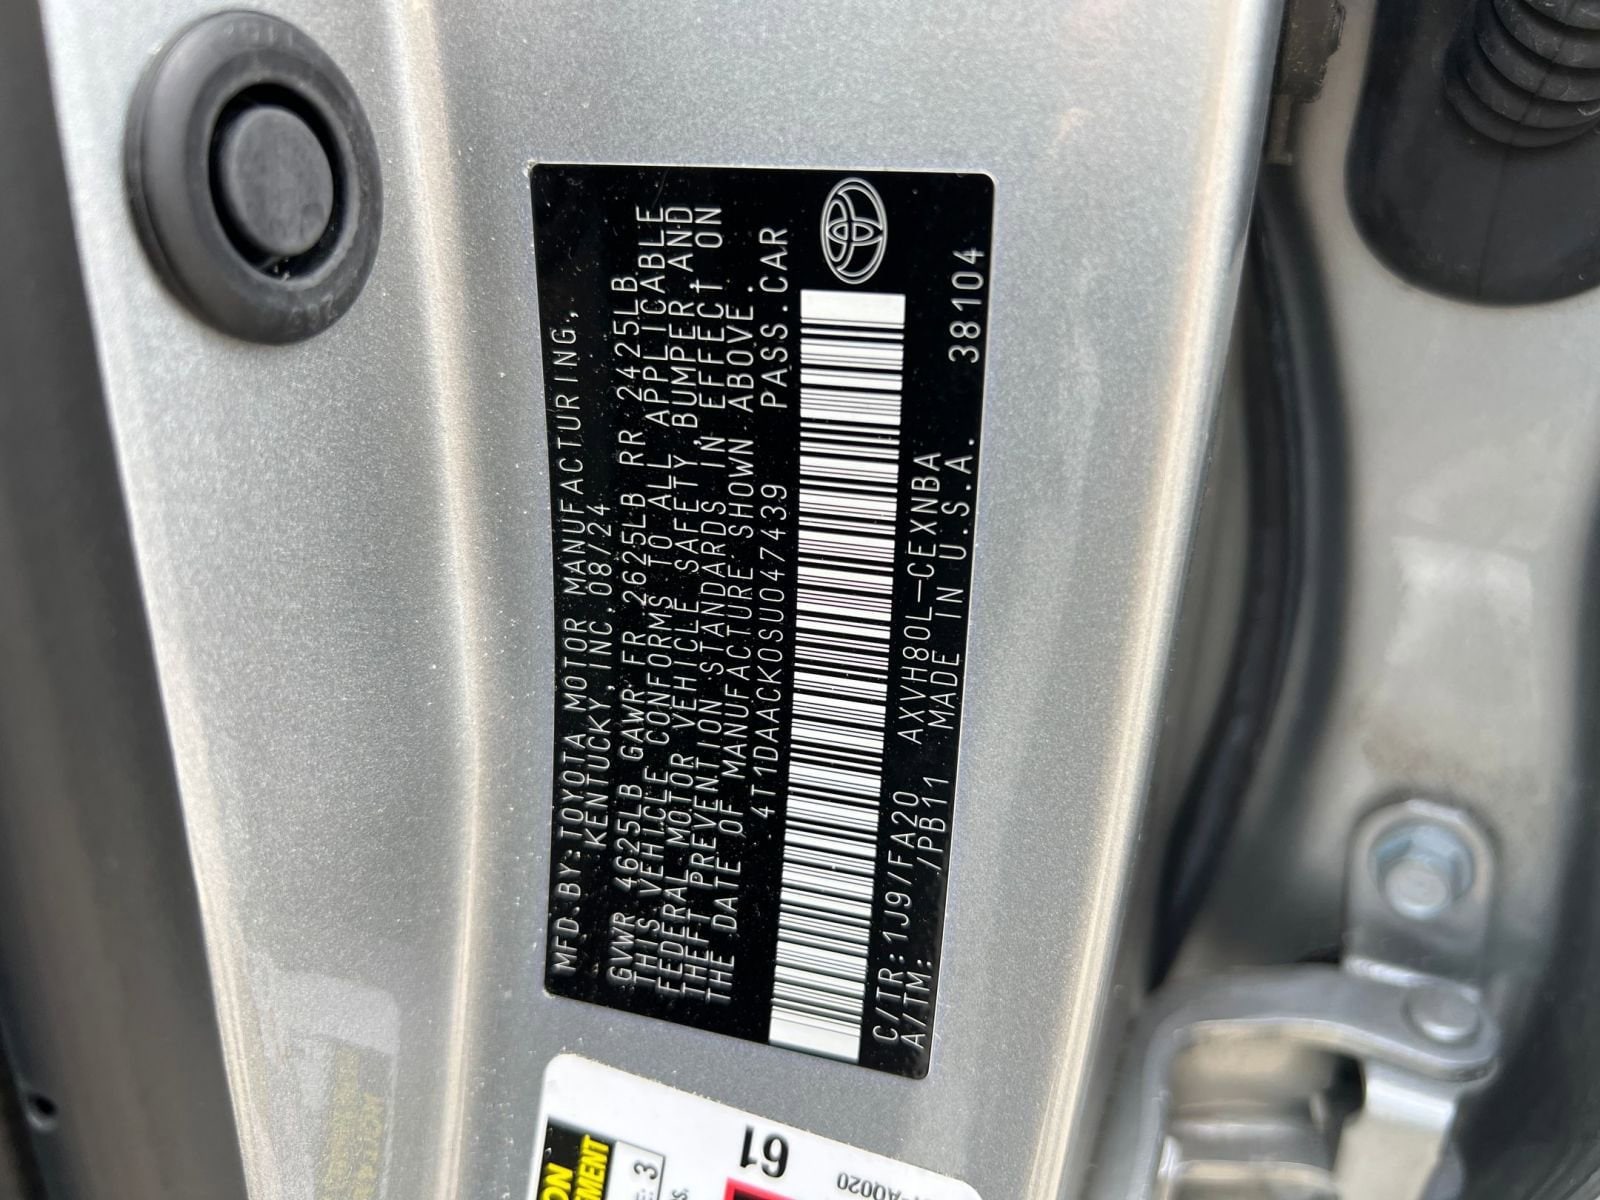 MFD.BY:TOYOTA MOTOR MANUFACTURING,
KENTUCKY,INC.08/24
GVWR 4625LB GAWR FR 2625LB RR 2425LB
THIS VEHICLE CONFORMS TO ALL APPLICABLE
FEDERAL MOTOR VEHICLE SAFETY,BUMPER,AND
THEFT PREVENTION STANDARDS IN EFFECT ON
THE DATE OF MANUFACTURE SHOWN ABOVE.
4T1DAACK0SU047439 PASS.CAR
C/TR:1J9/FA20 AXVH80L-CEXNBA
A/TM: /PB11 MADE IN U.S.A. 38104
61
3
AQ020